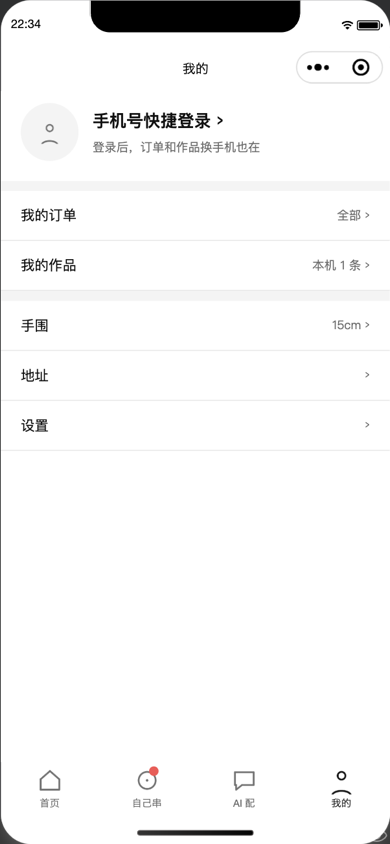 22:34
我的
手机号快捷登录 >
登录后，订单和作品换手机也在
我的订单 全部 >
我的作品 本机 1 条 >
手围 15cm >
地址 >
设置 >
首页 自己串 AI 配 我的